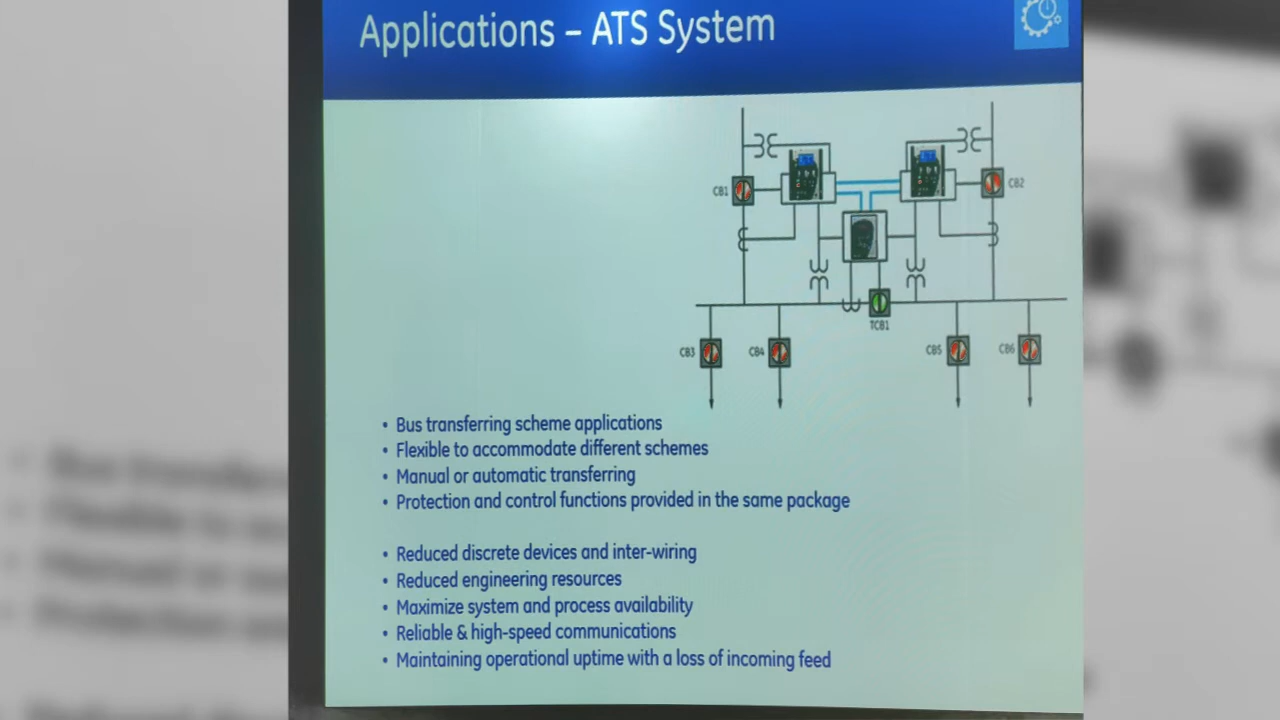 Applications – ATS System
CB1
CB2
TCB1
CB3
CB4
CB5
CB6
• Bus transferring scheme applications
• Flexible to accommodate different schemes
• Manual or automatic transferring
• Protection and control functions provided in the same package
• Reduced discrete devices and inter-wiring
• Reduced engineering resources
• Maximize system and process availability
• Reliable & high-speed communications
• Maintaining operational uptime with a loss of incoming feed